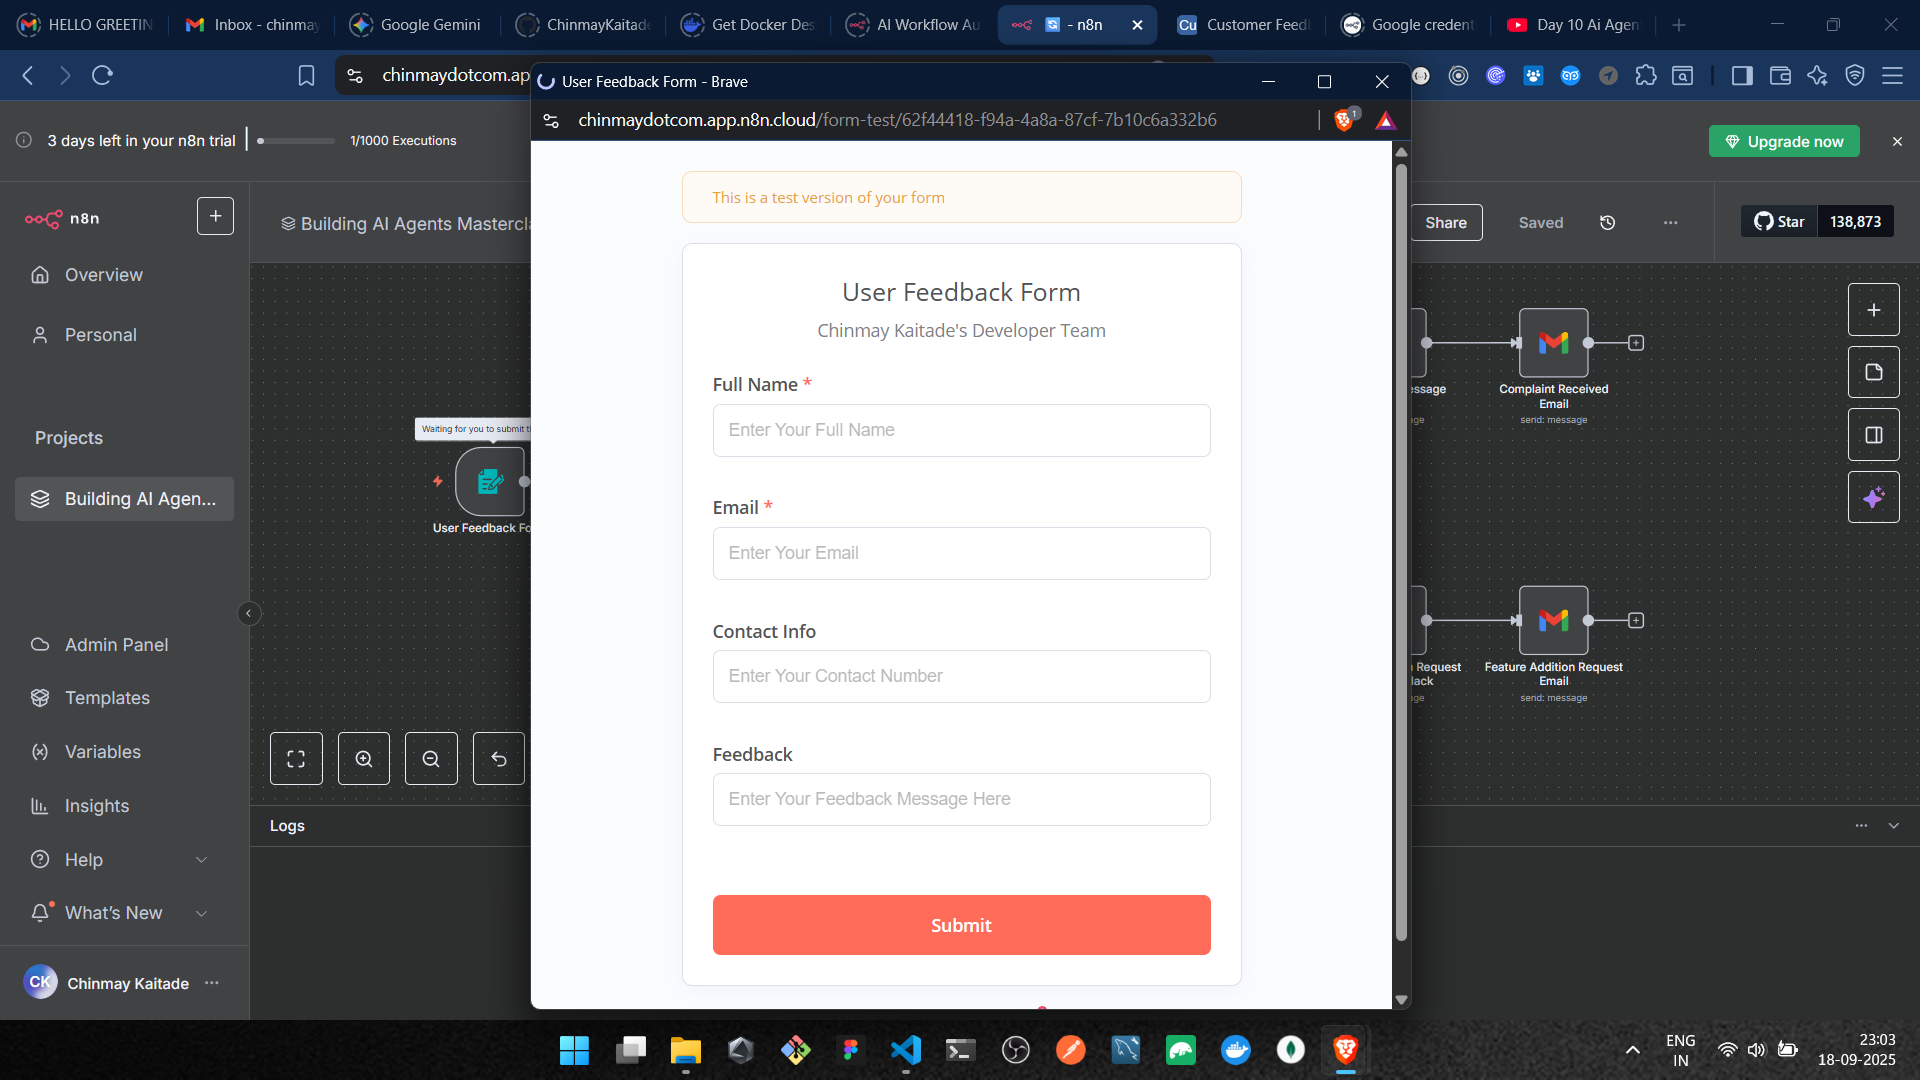 HELLO GREETIN
Inbox - chinmay
Google Gemini
ChinmayKaitade
Get Docker Des
AI Workflow Au
- n8n
Cu
Customer Feedb
Google credent
Day 10 Ai Agen
chinmaydotcom.ap
User Feedback Form - Brave
chinmaydotcom.app.n8n.cloud/form-test/62f44418-f94a-4a8a-87cf-7b10c6a332b6
1
3 days left in your n8n trial
1/1000 Executions
Upgrade now
n8n
Building AI Agents Mastercla
Share
Saved
Star
138,873
Overview
Personal
Projects
Building AI Agen...
Admin Panel
Templates
Variables
Insights
Help
What's New
CK
Chinmay Kaitade
Waiting for you to submit t
User Feedback Fo
Logs
This is a test version of your form
User Feedback Form
Chinmay Kaitade's Developer Team
Full Name *
Enter Your Full Name
Email *
Enter Your Email
Contact Info
Enter Your Contact Number
Feedback
Enter Your Feedback Message Here
Submit
ssage
ge
Complaint Received
Email
send: message
Request
lack
ge
Feature Addition Request
Email
send: message
ENG
IN
23:03
18-09-2025